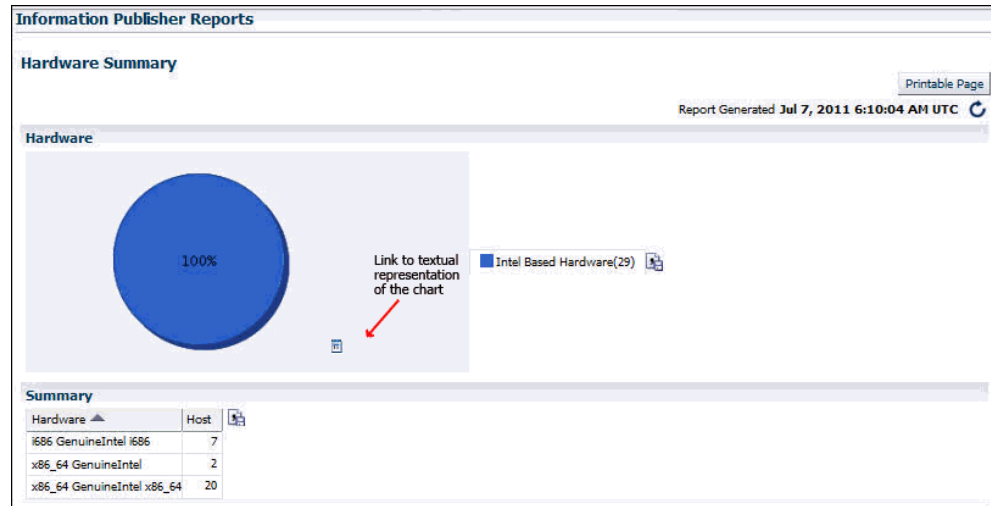 Information Publisher Reports
Hardware Summary
Printable Page
Report Generated Jul 7, 2011 6:10:04 AM UTC
Hardware
100%
Link to textual
representation
of the chart
Intel Based Hardware(29)
Summary
Hardware Host
i686 GenuineIntel i686 7
x86_64 GenuineIntel 2
x86_64 GenuineIntel x86_64 20